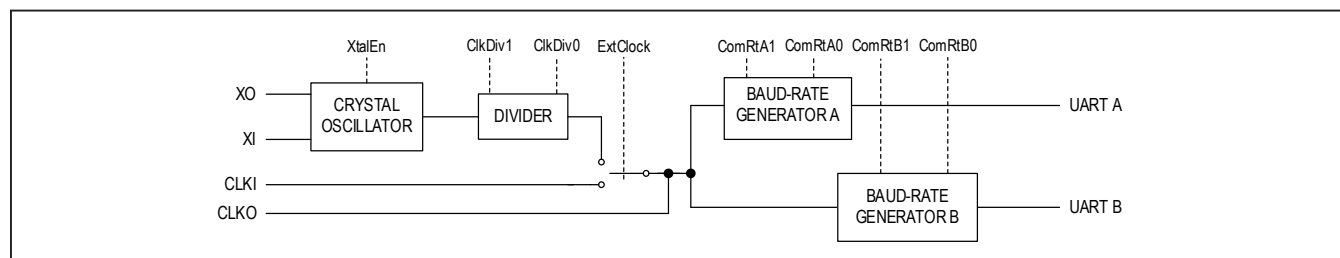 XtalEn
ClkDiv1
ClkDiv0
ExtClock
ComRtA1
ComRtA0
ComRtB1
ComRtB0
XO
XI
CRYSTAL
OSCILLATOR
DIVIDER
BAUD-RATE
GENERATOR A
UART A
CLKI
CLKO
BAUD-RATE
GENERATOR B
UART B